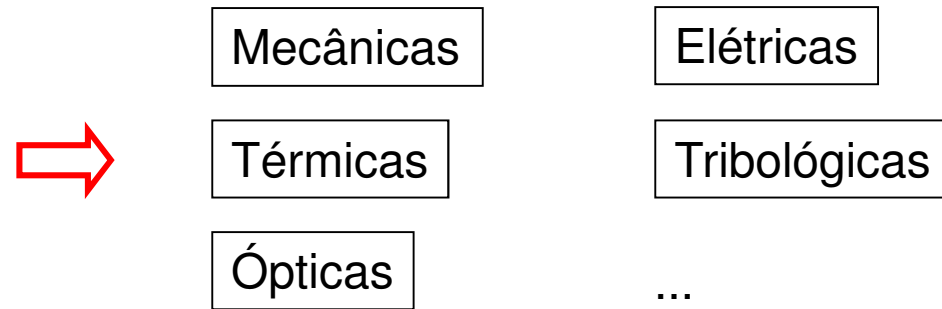 Mecânicas
Elétricas
Térmicas
Tribológicas
Ópticas
...